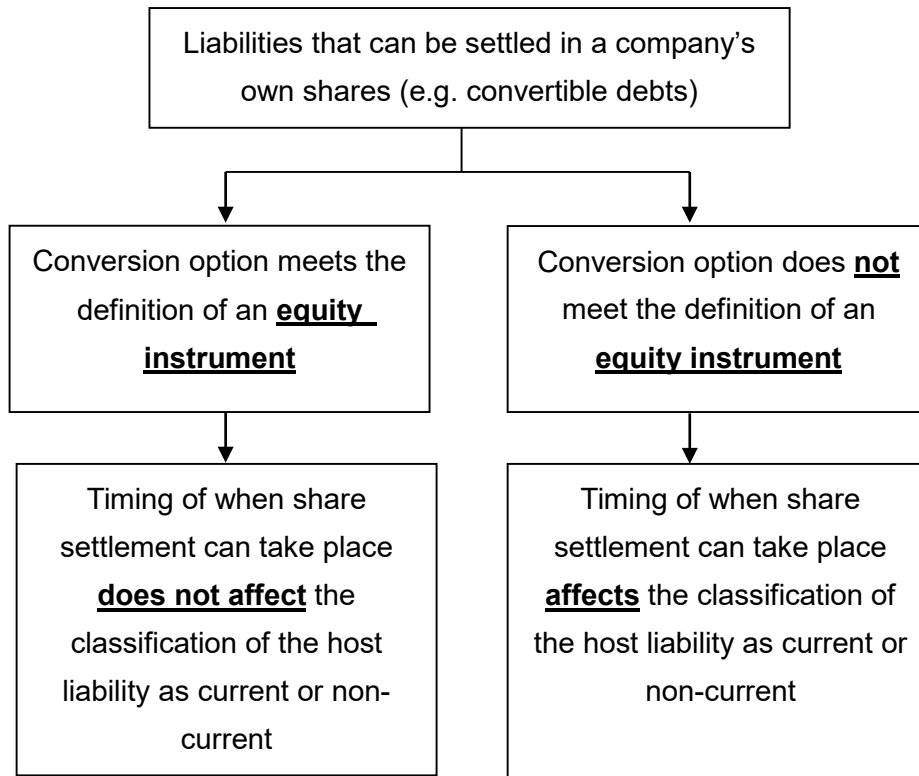 Liabilities that can be settled in a company’s
own shares (e.g. convertible debts)
Conversion option meets the
definition of an equity
instrument
Conversion option does not
meet the definition of an
equity instrument
Timing of when share
settlement can take place
does not affect the
classification of the host
liability as current or non-
current
Timing of when share
settlement can take place
affects the classification of
the host liability as current or
non-current